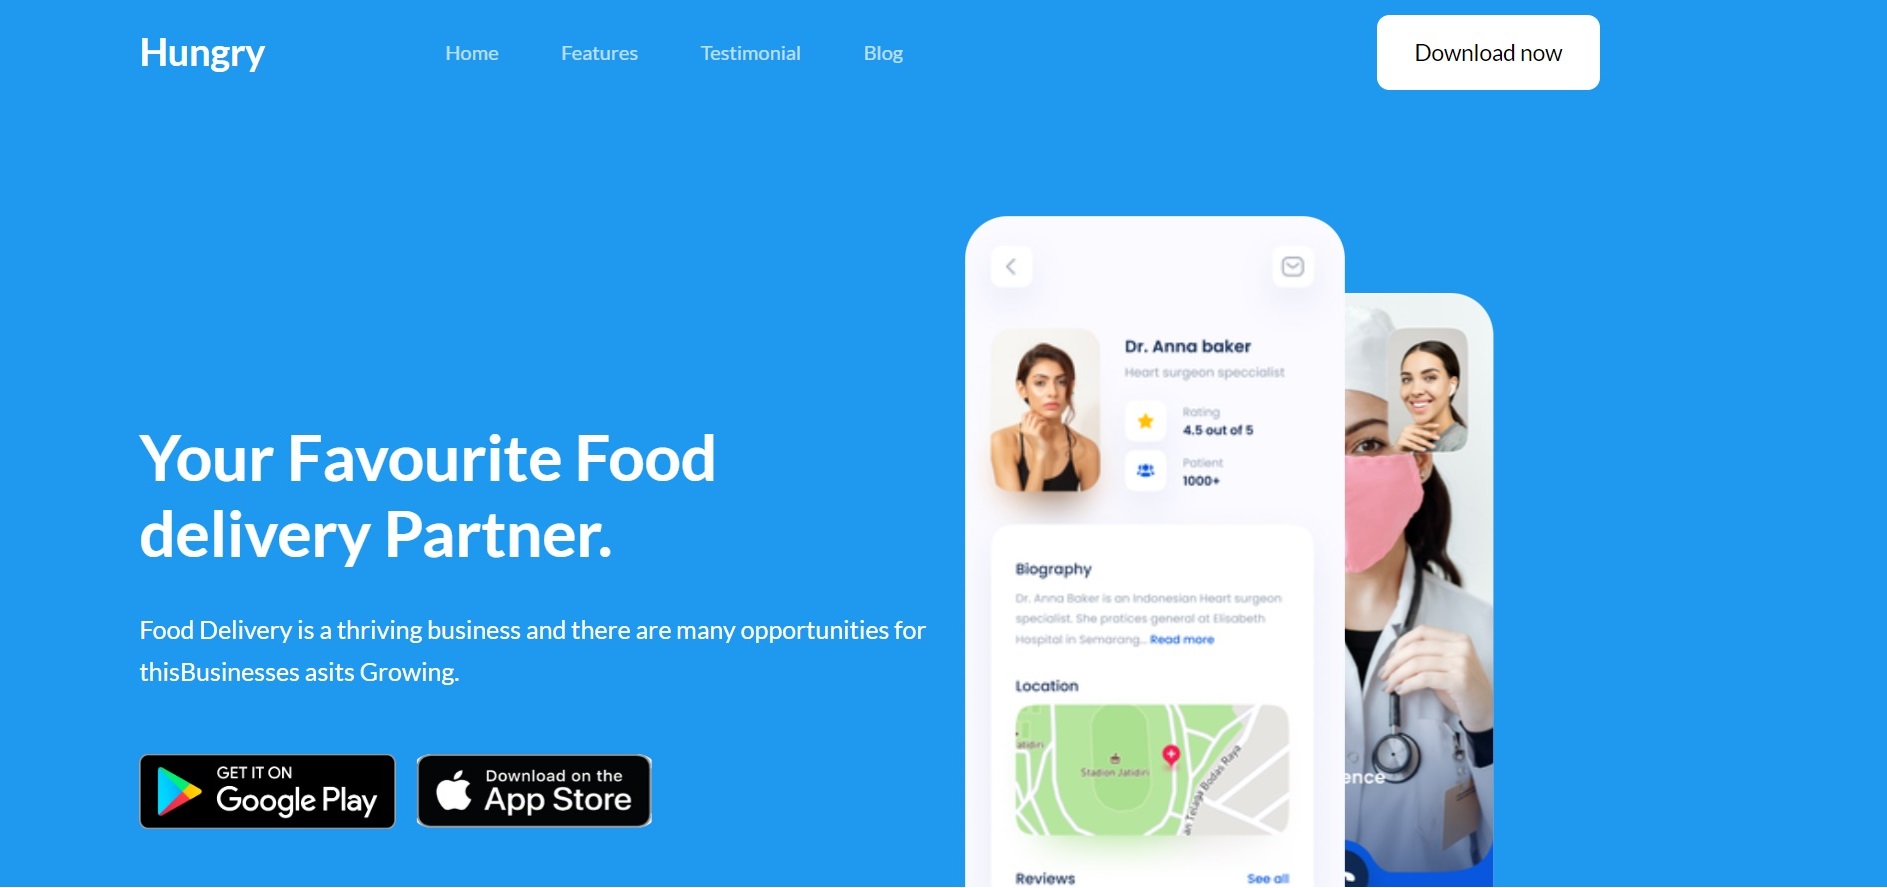 Hungry
Home
Features
Testimonial
Blog
Download now
Your Favourite Food
delivery Partner.
Food Delivery is a thriving business and there are many opportunities for
thisBusinesses asits Growing.
GET IT ON
Google Play
Download on the
App Store
Dr. Anna baker
Heart surgeon speccialist
Rating
4.5 out of 5
Patient
1000+
Biography
Dr. Anna Baker is an Indonesian Heart surgeon
specialist. She pratices general at Elisabeth
Hospital in Semarang... Read more
Location
atidiri
Stadion Jatidiri
an Telaga Bodas Raya
Reviews
See all
ence